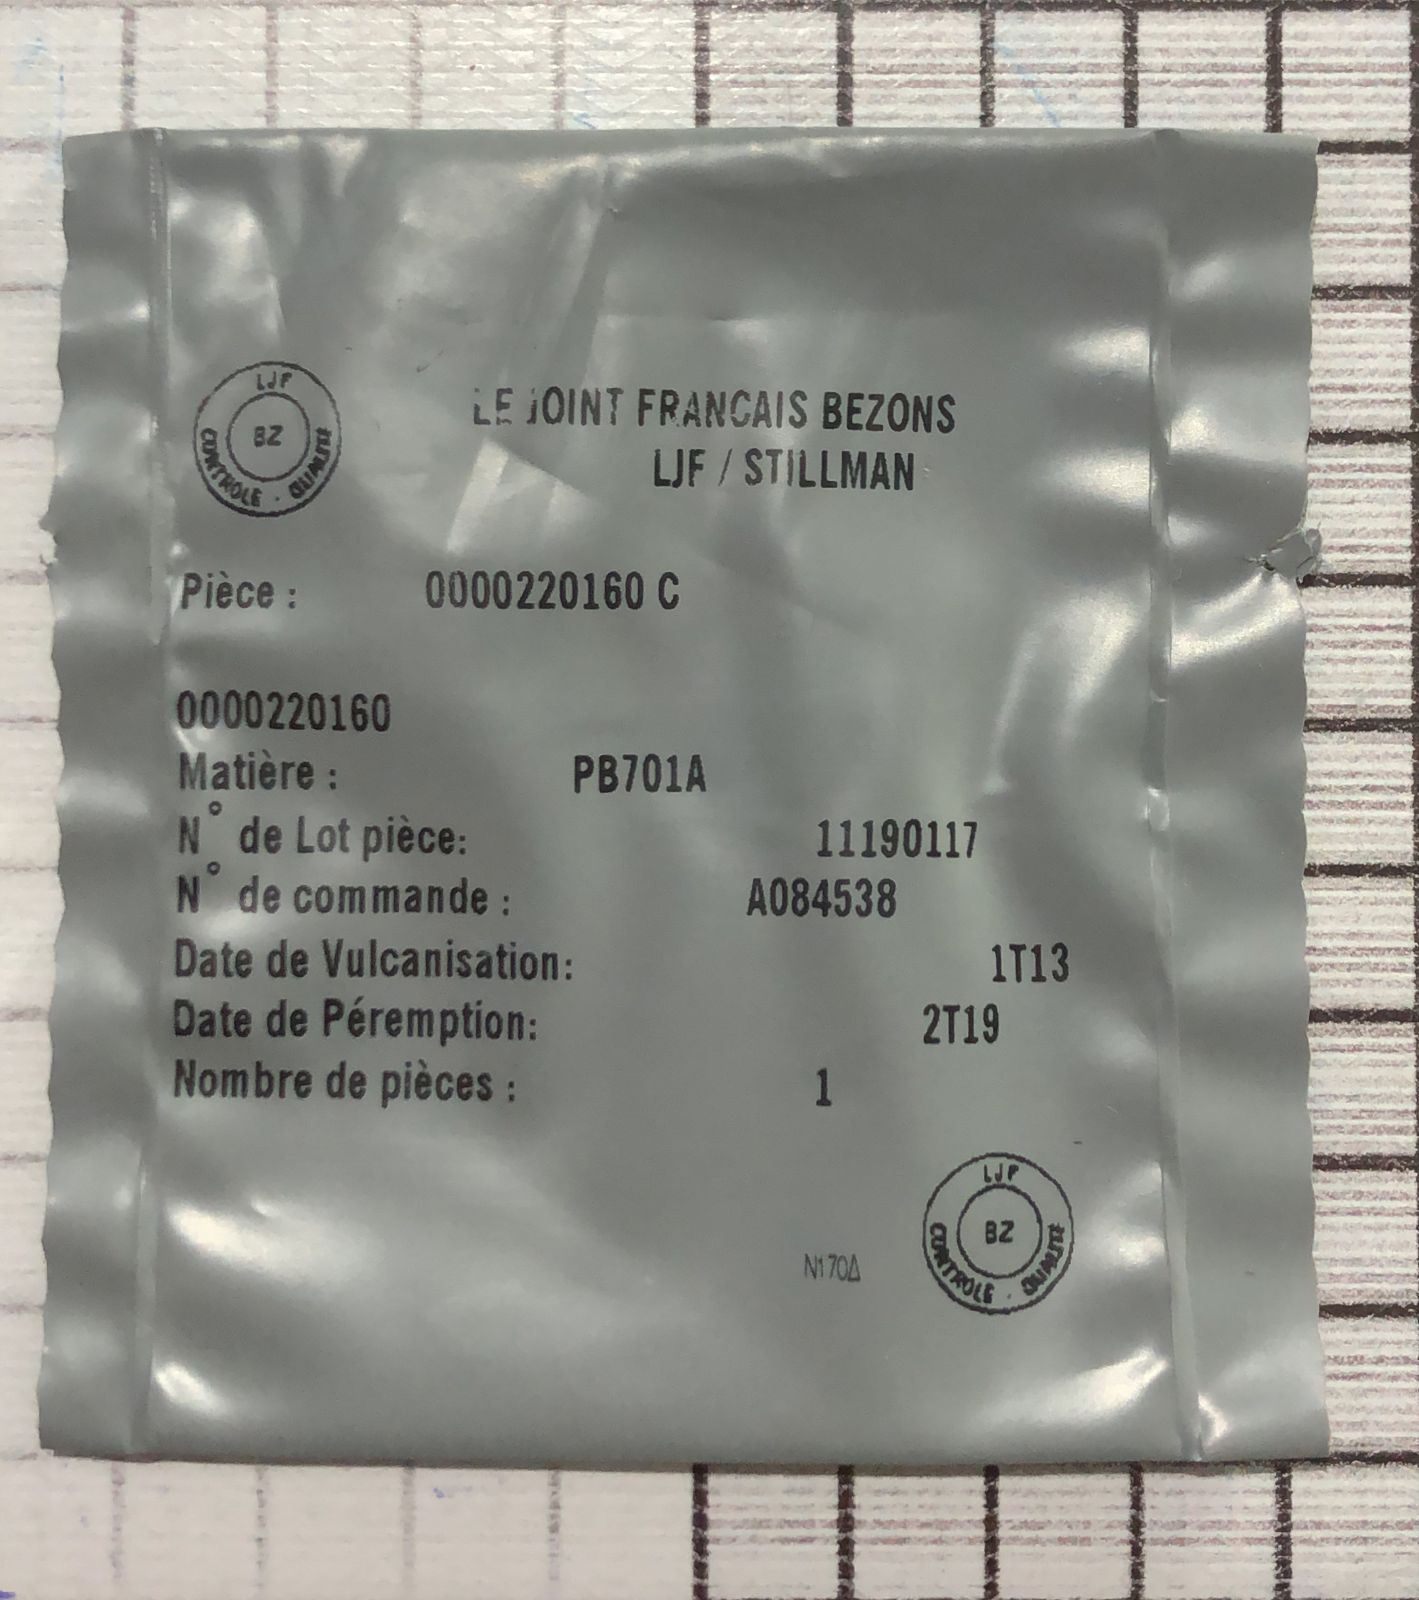 LJF
BZ
CONTROLE · QUALITE
LE JOINT FRANCAIS BEZONS
LJF / STILLMAN
Pièce : 0000220160 C
0000220160
Matière : PB701A
N° de Lot pièce: 11190117
N° de commande : A084538
Date de Vulcanisation: 1T13
Date de Péremption: 2T19
Nombre de pièces : 1
LJF
BZ
CONTROLE · QUALITE